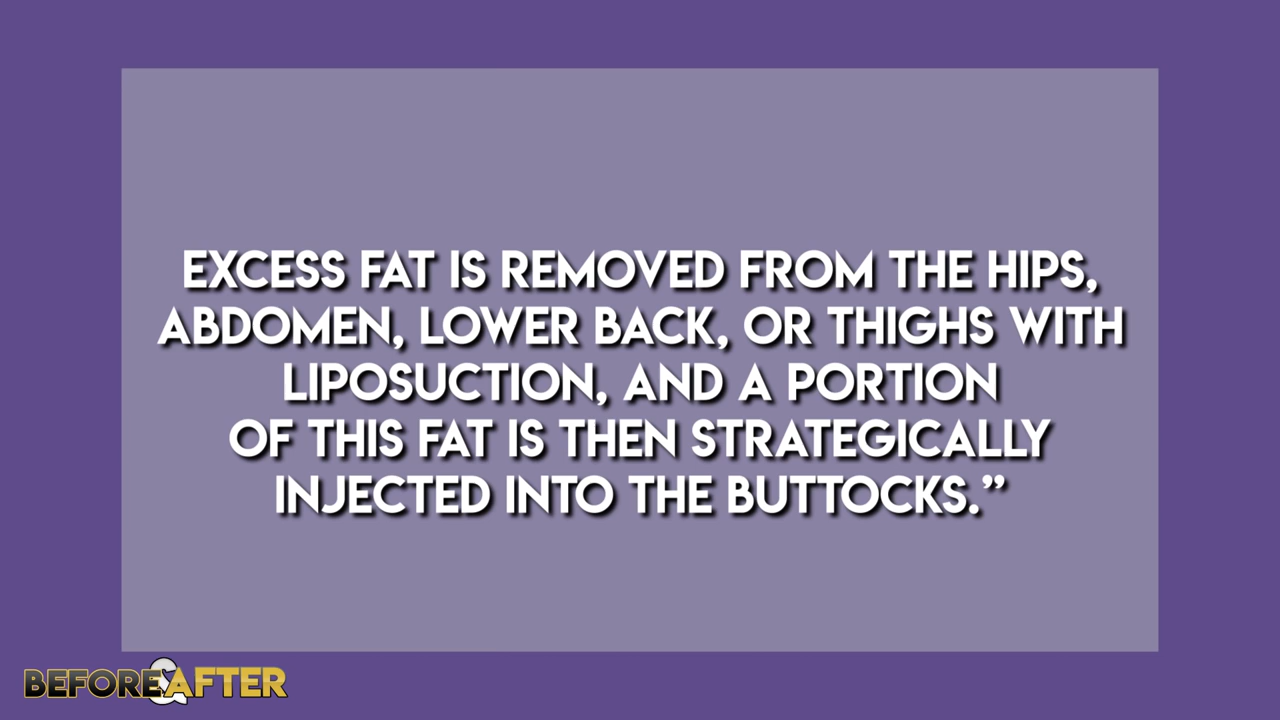 EXCESS FAT IS REMOVED FROM THE HIPS,
ABDOMEN, LOWER BACK, OR THIGHS WITH
LIPOSUCTION, AND A PORTION
OF THIS FAT IS THEN STRATEGICALLY
INJECTED INTO THE BUTTOCKS.”
BEFORE&AFTER